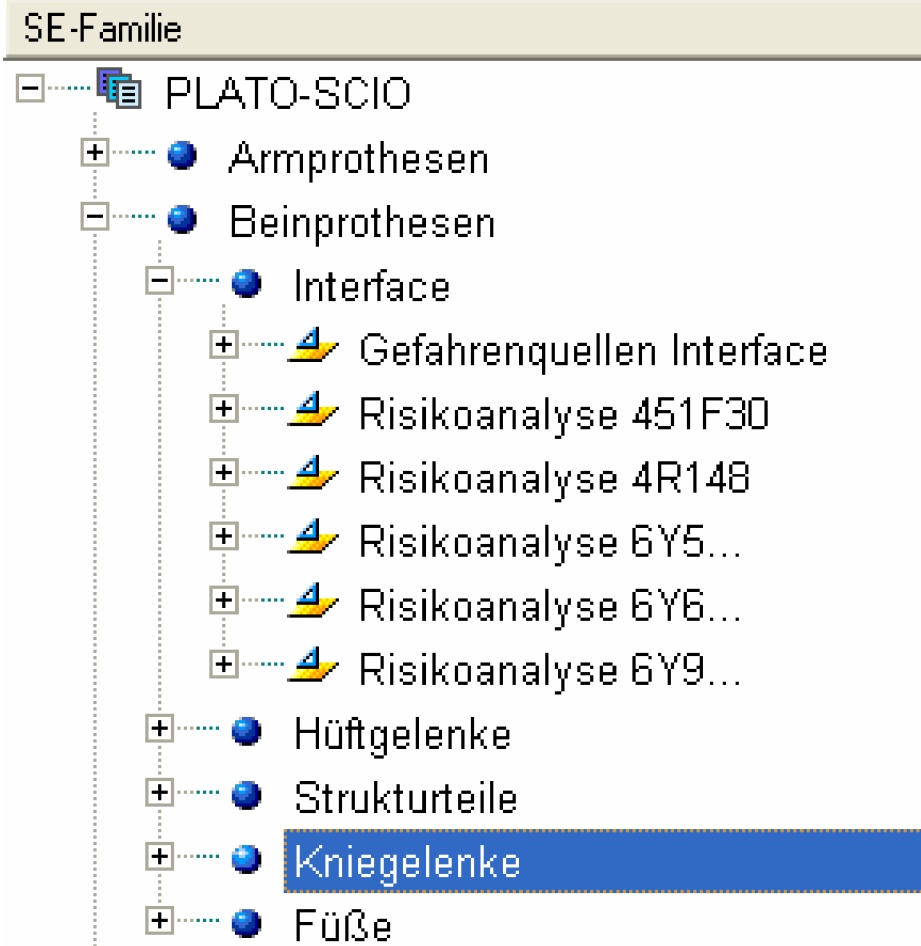 SE-Familie
PLATO-SCIO
Armprothesen
Beinprothesen
Interface
Gefahrenquellen Interface
Risikoanalyse 451F30
Risikoanalyse 4R148
Risikoanalyse 6Y5...
Risikoanalyse 6Y6...
Risikoanalyse 6Y9...
Hüftgelenke
Strukturteile
Kniegelenke
Füße